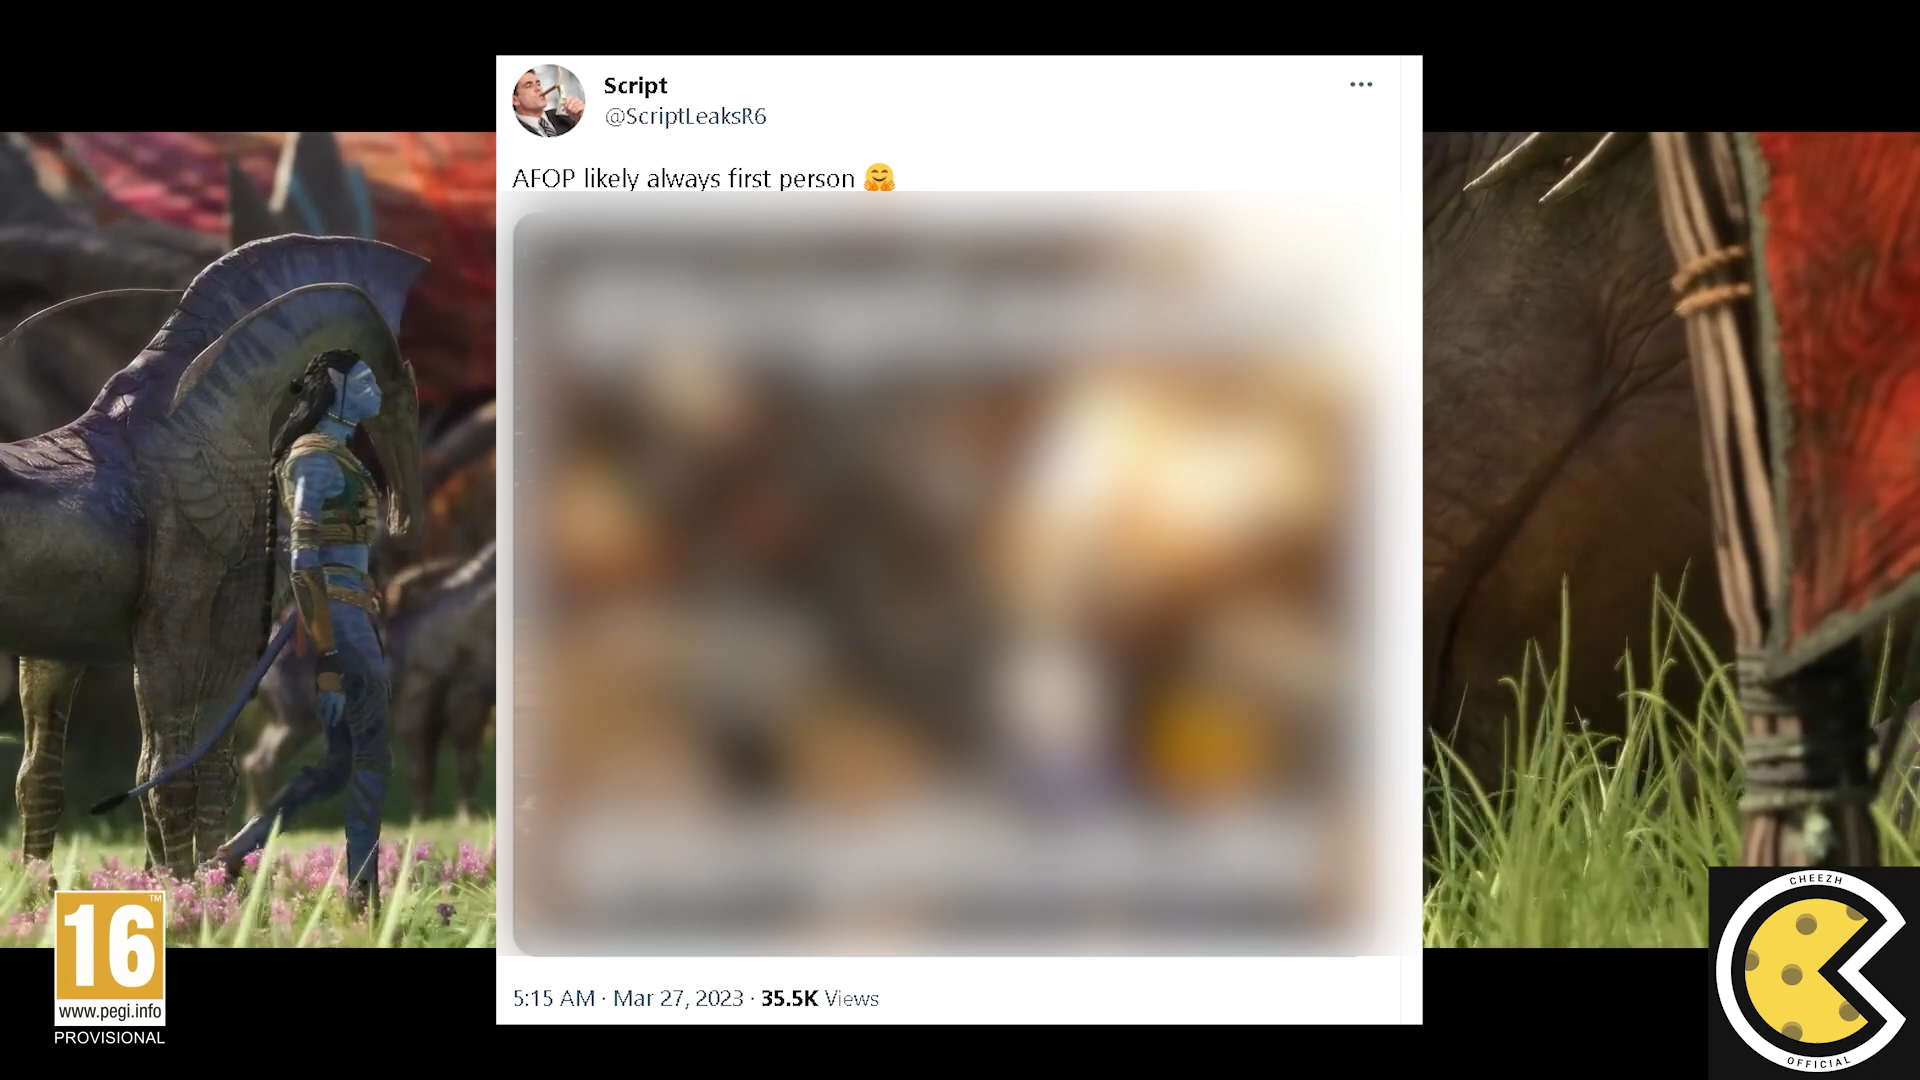 Script
@ScriptLeaksR6
AFOP likely always first person 🤗
5:15 AM · Mar 27, 2023 · 35.5K Views
16™
www.pegi.info
PROVISIONAL
CHEEZH
OFFICIAL